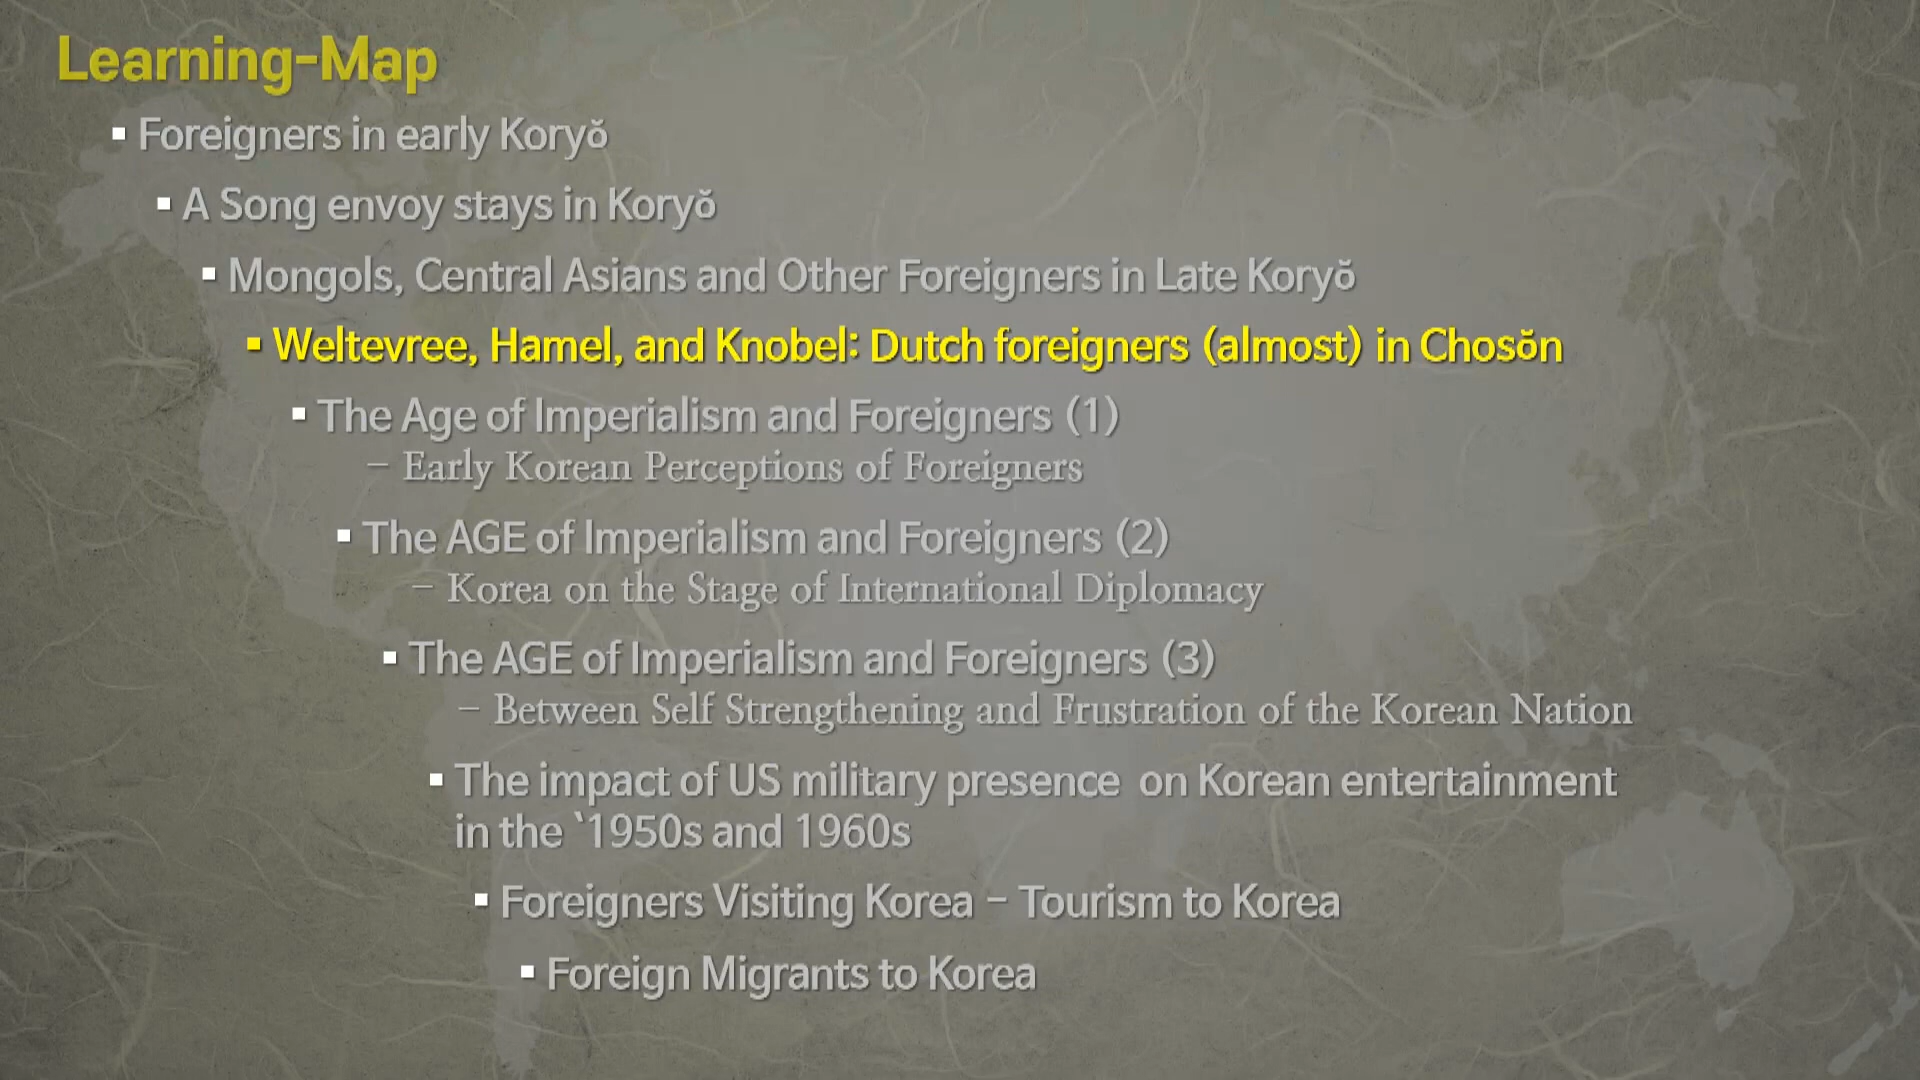 Learning-Map
▪ Foreigners in early Koryŏ
▪ A Song envoy stays in Koryŏ
▪ Mongols, Central Asians and Other Foreigners in Late Koryŏ
▪ Weltevree, Hamel, and Knobel: Dutch foreigners (almost) in Chosŏn
▪ The Age of Imperialism and Foreigners (1)
– Early Korean Perceptions of Foreigners
▪ The AGE of Imperialism and Foreigners (2)
– Korea on the Stage of International Diplomacy
▪ The AGE of Imperialism and Foreigners (3)
– Between Self Strengthening and Frustration of the Korean Nation
▪ The impact of US military presence on Korean entertainment
in the `1950s and 1960s
▪ Foreigners Visiting Korea – Tourism to Korea
▪ Foreign Migrants to Korea